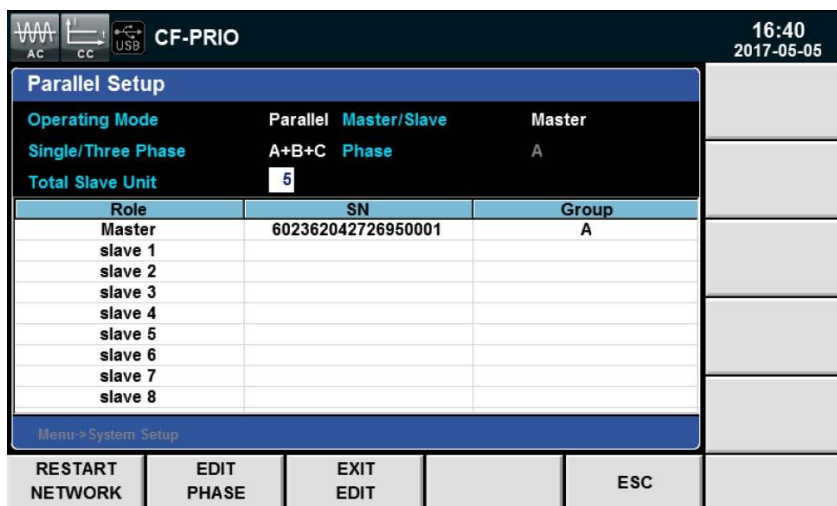 AC CC USB CF-PRIO 16:40
2017-05-05
Parallel Setup
Operating Mode Parallel Master/Slave Master
Single/Three Phase A+B+C Phase A
Total Slave Unit 5
Role SN Group
Master 602362042726950001 A
slave 1
slave 2
slave 3
slave 4
slave 5
slave 6
slave 7
slave 8
Menu->System Setup
RESTART NETWORK
EDIT PHASE
EXIT EDIT
ESC